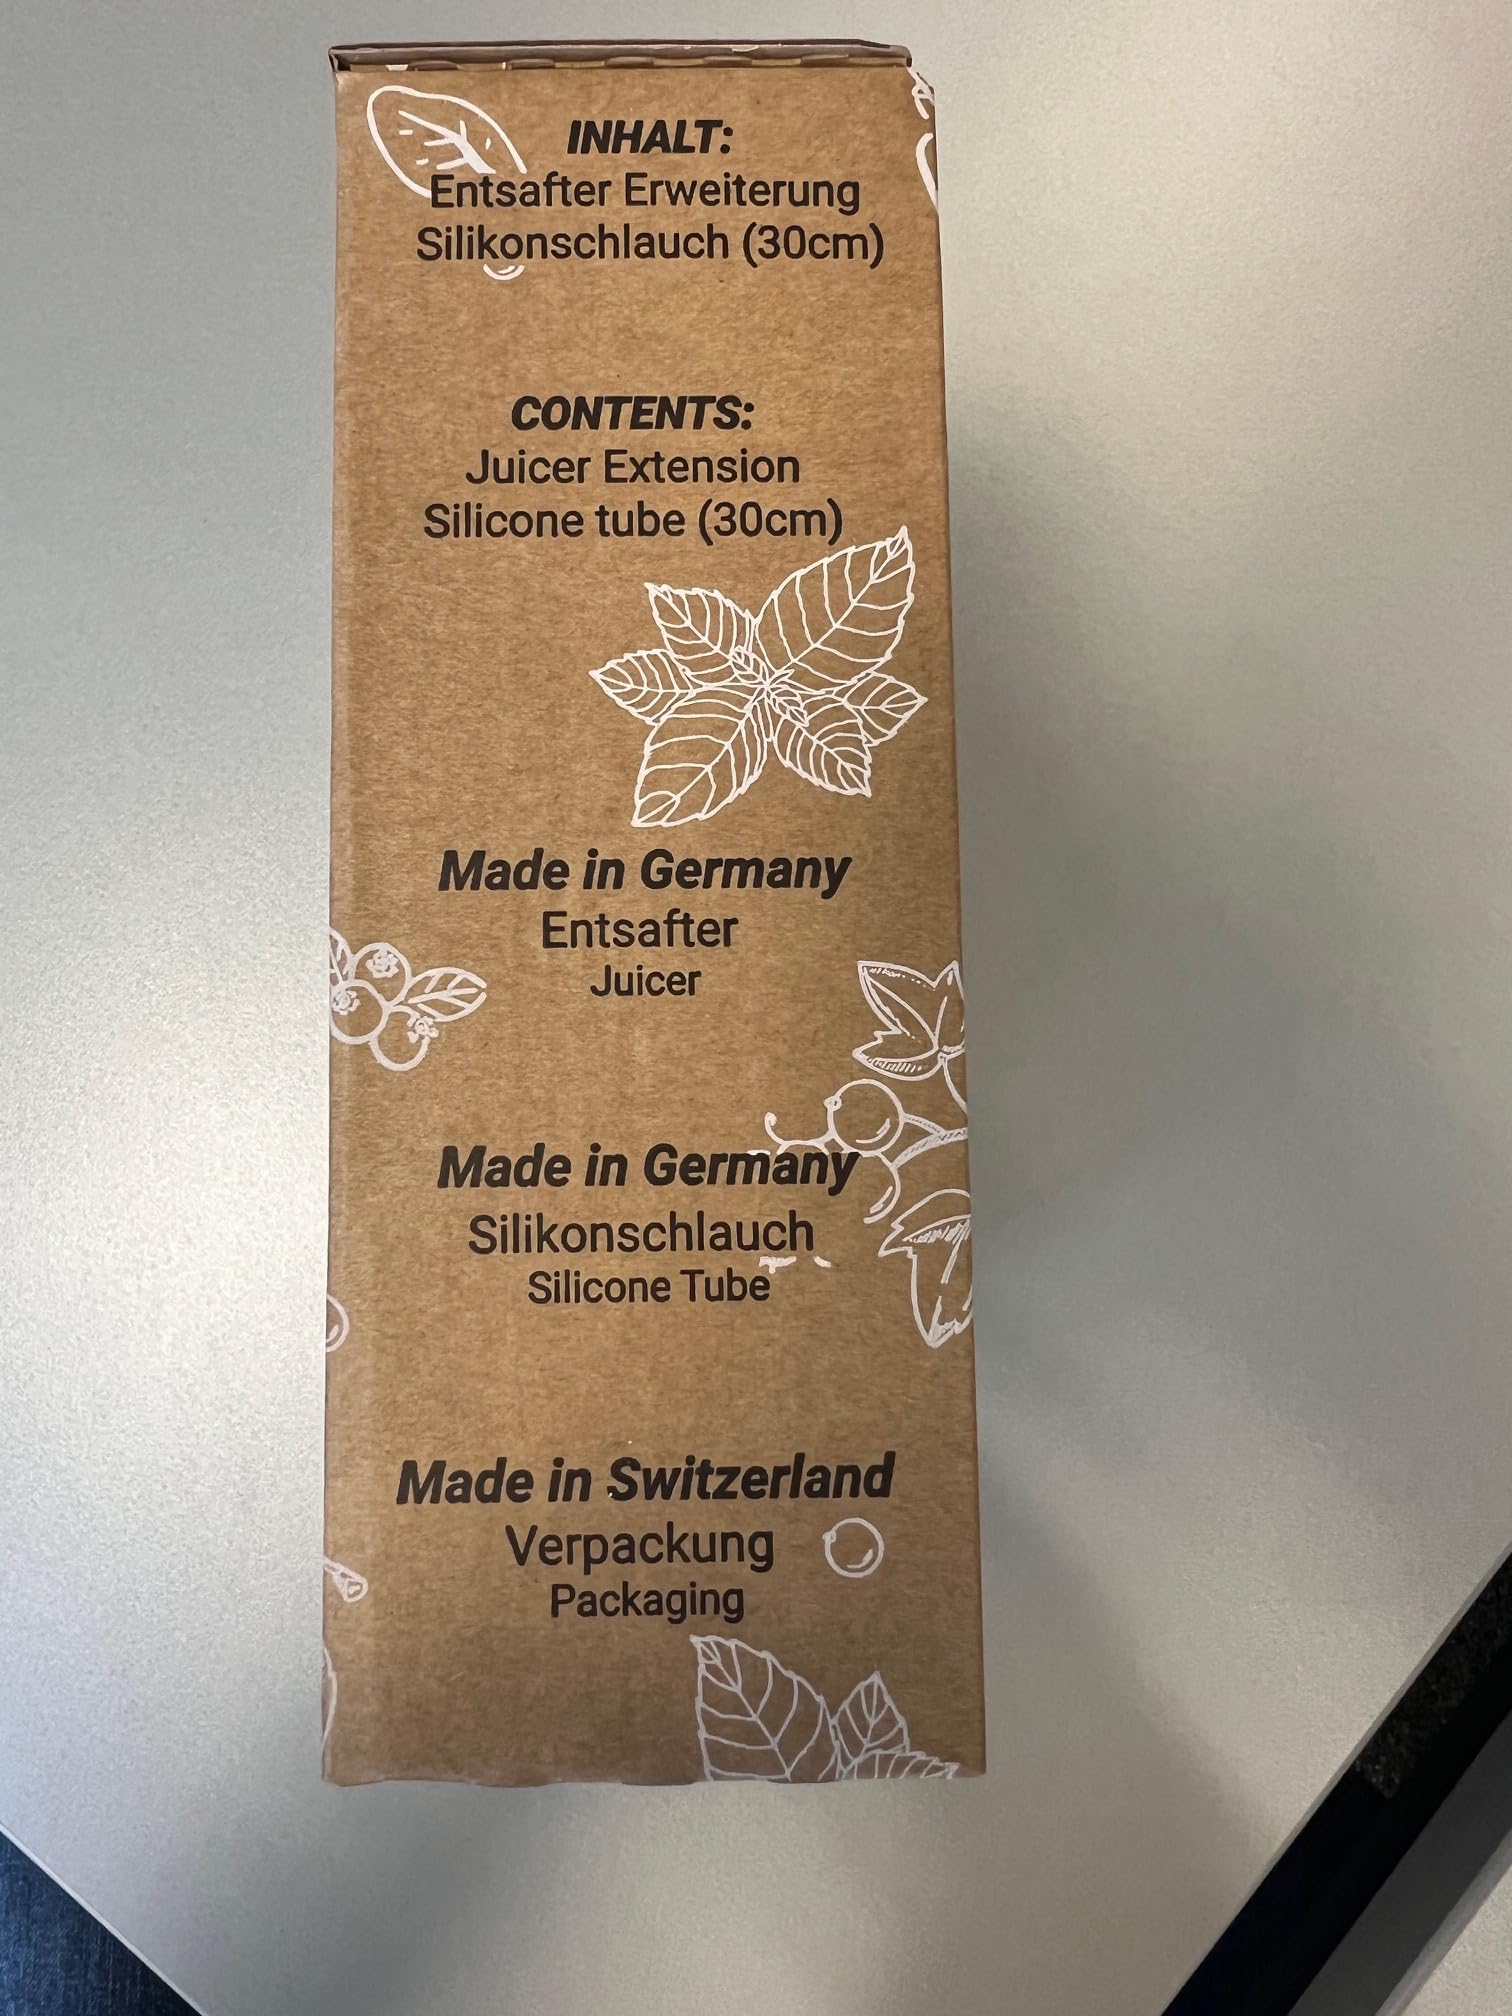 INHALT:
Entsafter Erweiterung
Silikonschlauch (30cm)
CONTENTS:
Juicer Extension
Silicone tube (30cm)
Made in Germany
Entsafter
Juicer
Made in Germany
Silikonschlauch
Silicone Tube
Made in Switzerland
Verpackung
Packaging